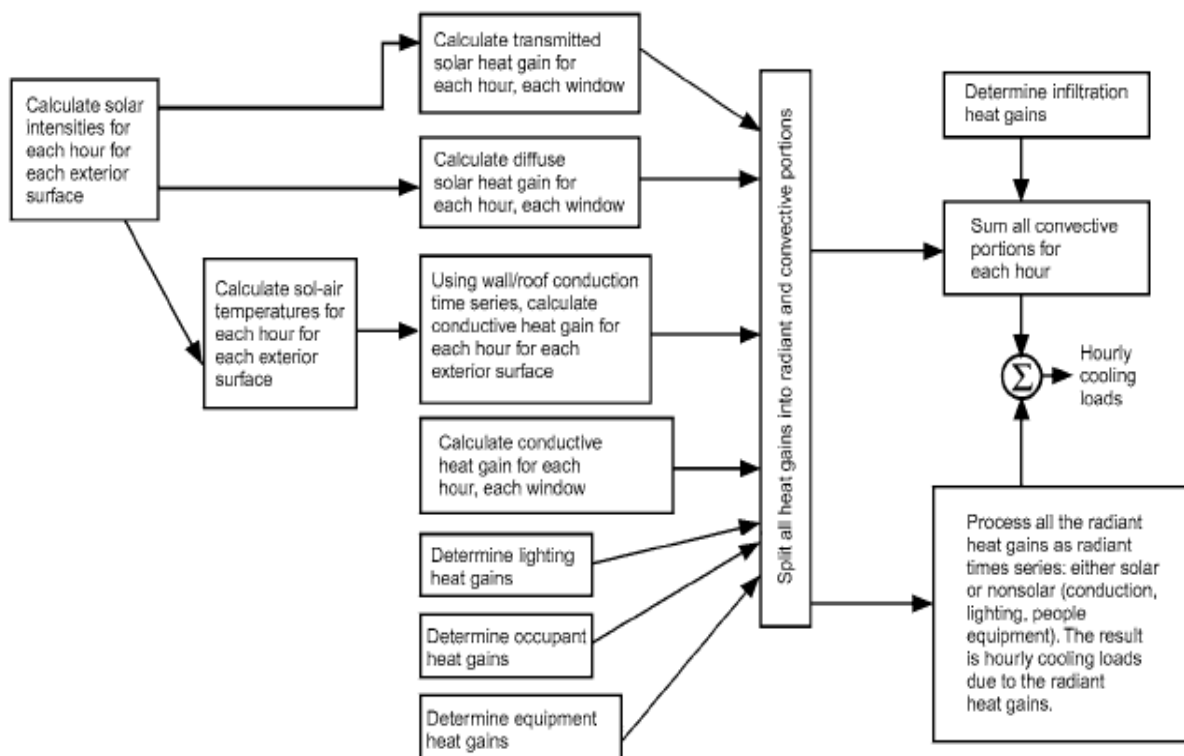 Calculate solar
intensities for
each hour for
each exterior
surface
Calculate transmitted
solar heat gain for
each hour, each window
Calculate diffuse
solar heat gain for
each hour, each window
Calculate sol-air
temperatures for
each hour for
each exterior
surface
Using wall/roof conduction
time series, calculate
conductive heat gain for
each hour for each
exterior surface
Calculate conductive
heat gain for each
hour, each window
Determine lighting
heat gains
Determine occupant
heat gains
Determine equipment
heat gains
Split all heat gains into radiant and convective portions
Determine infiltration
heat gains
Sum all convective
portions for
each hour
Σ
Hourly
cooling
loads
Process all the radiant
heat gains as radiant
times series: either solar
or nonsolar (conduction,
lighting, people
equipment). The result
is hourly cooling loads
due to the radiant
heat gains.